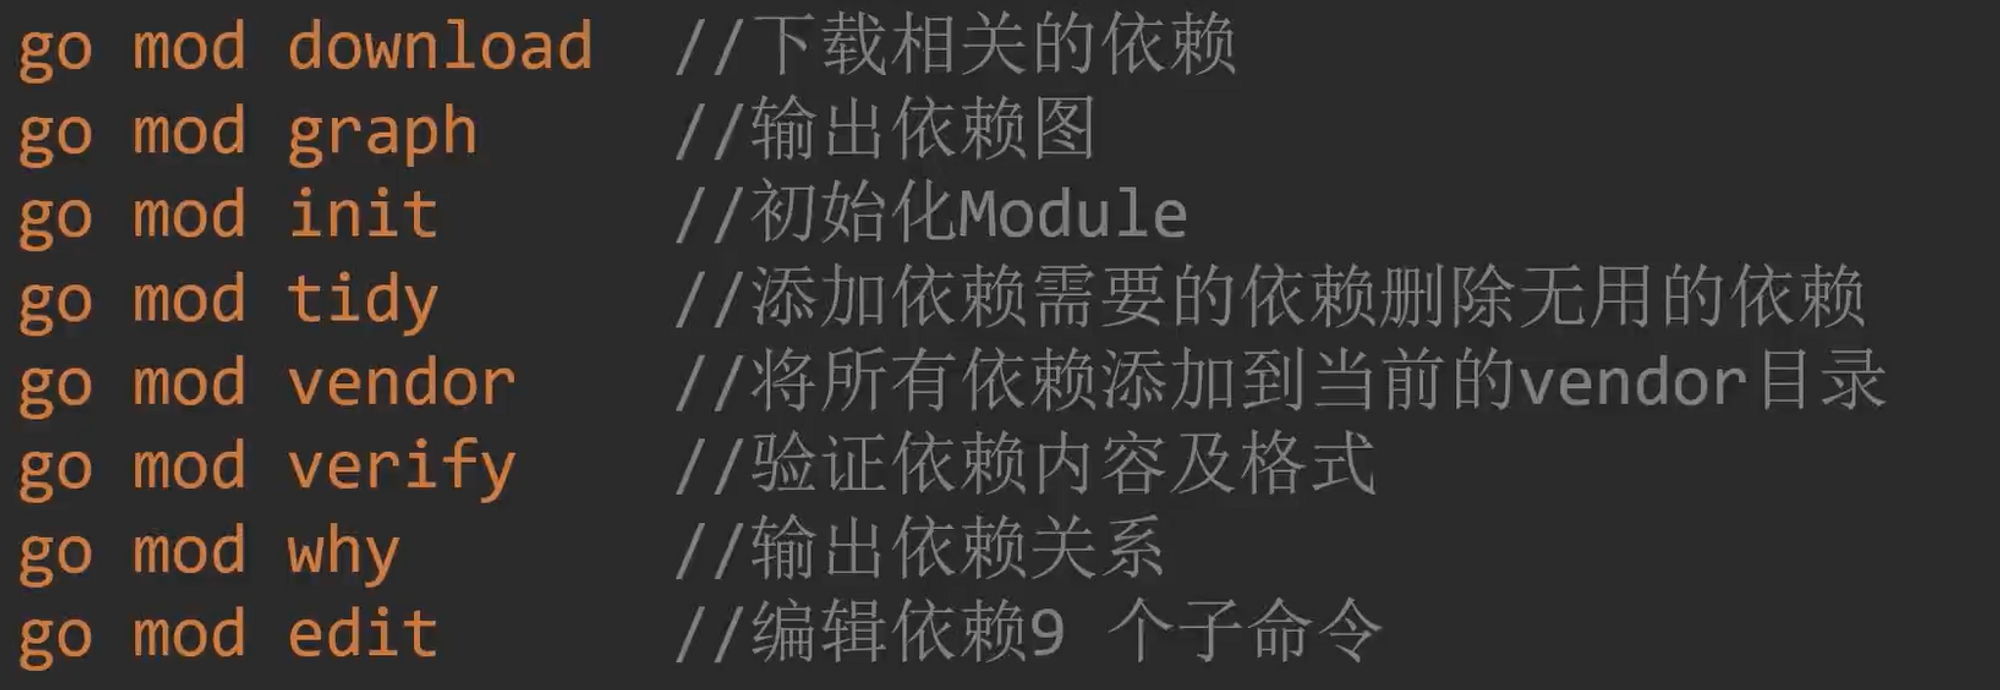 go mod download //下载相关的依赖
go mod graph //输出依赖图
go mod init //初始化Module
go mod tidy //添加依赖需要的依赖删除无用的依赖
go mod vendor //将所有依赖添加到当前的vendor目录
go mod verify //验证依赖内容及格式
go mod why //输出依赖关系
go mod edit //编辑依赖9 个子命令